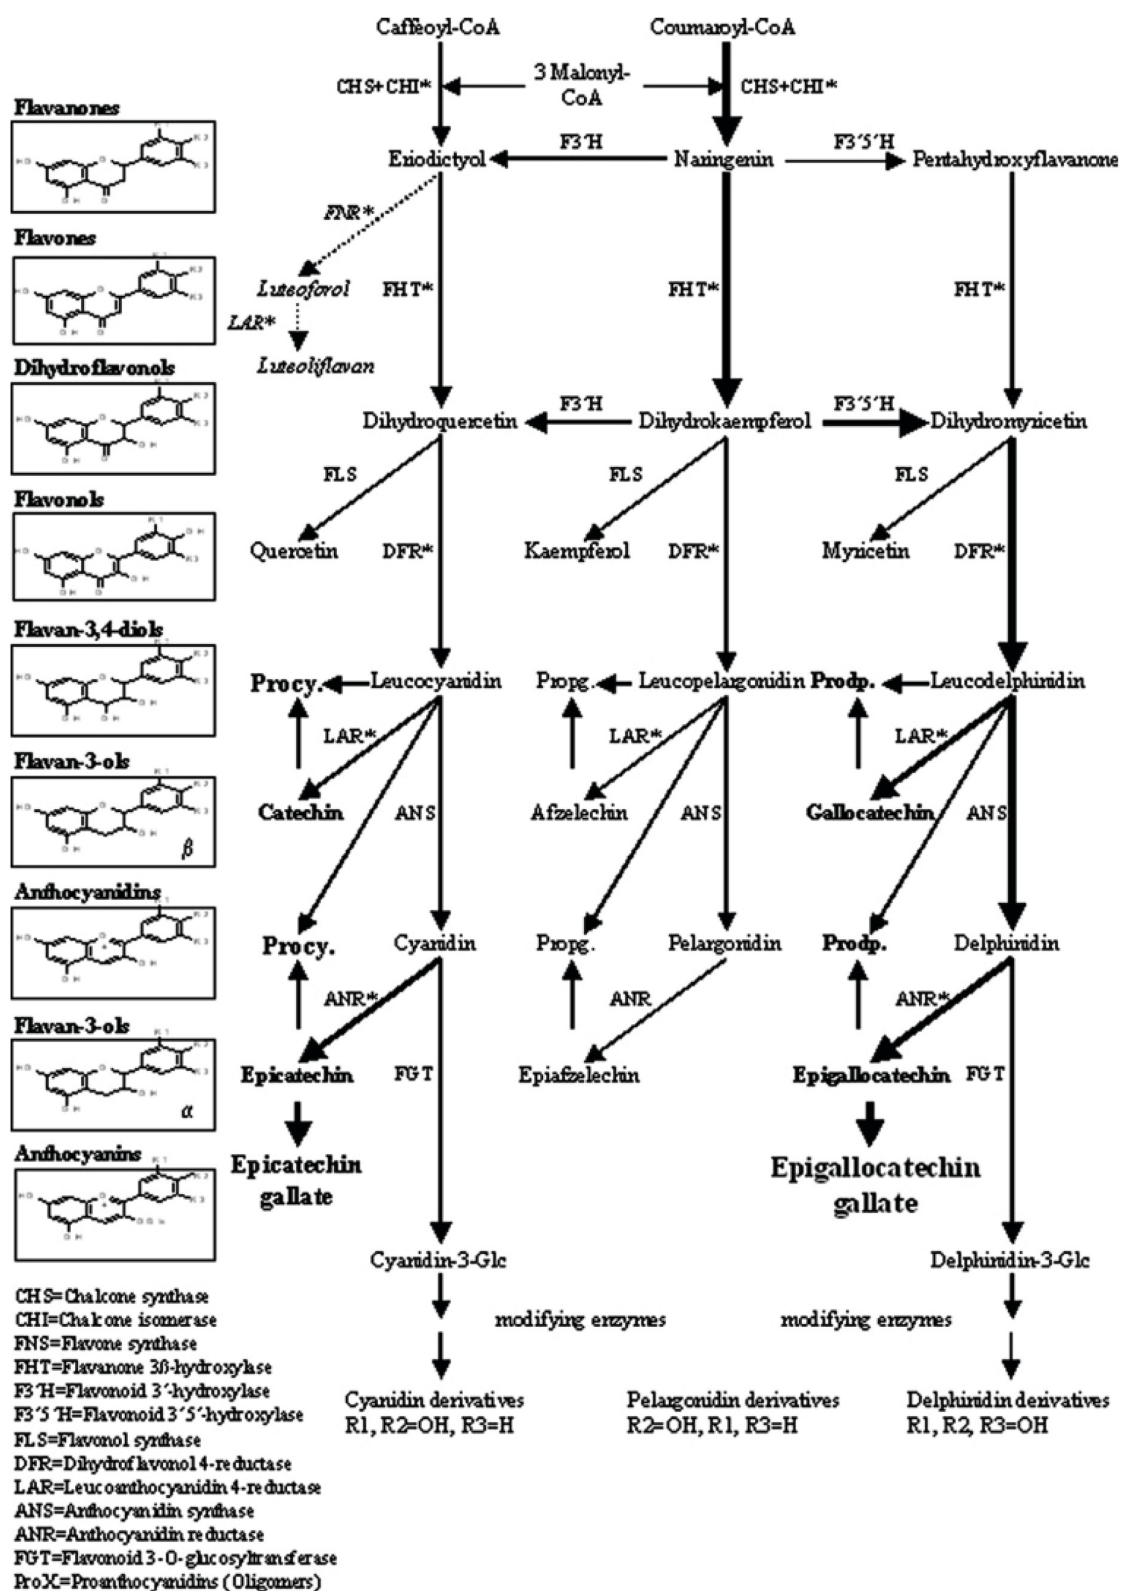 Caffeoyl-CoA
Coumaroyl-CoA
3 Malonyl-
CoA
CHS+CHI*
CHS+CHI*
Flavanones
Eriodictyol
F3´H
Naringenin
F3´5´H
Pentahydroxyflavanone
FNR*
Flavones
Luteoforol
FHT*
FHT*
FHT*
LAR*
Luteoliflavan
Dihydroflavonols
Dihydroquercetin
F3´H
Dihydrokaempferol
F3´5´H
Dihydromyricetin
FLS
FLS
FLS
Flavonols
Quercetin
DFR*
Kaempferol
DFR*
Myricetin
DFR*
Flavan-3,4-diols
Procy.
Leucocyanidin
Propg.
Leucopelargonidin
Prodp.
Leucodelphinidin
LAR*
LAR*
LAR*
Flavan-3-ols
Catechin
ANS
Afzelechin
ANS
Gallocatechin
ANS
β
Anthocyanidins
Procy.
Cyanidin
Propg.
Pelargonidin
Prodp.
Delphinidin
ANR*
ANR
ANR*
Flavan-3-ols
Epicatechin
FGT
Epiafzelechin
Epigallocatechin
FGT
α
Anthocyanins
Epicatechin
gallate
Epigallocatechin
gallate
Cyanidin-3-Glc
Delphinidin-3-Glc
modifying enzymes
modifying enzymes
Cyanidin derivatives
R1, R2=OH, R3=H
Pelargonidin derivatives
R2=OH, R1, R3=H
Delphinidin derivatives
R1, R2, R3=OH
CHS=Chalcone synthase
CHI=Chalcone isomerase
FNS=Flavone synthase
FHT=Flavanone 3ß-hydroxylase
F3´H=Flavonoid 3´-hydroxylase
F3´5´H=Flavonoid 3´5´-hydroxylase
FLS=Flavonol synthase
DFR=Dihydroflavonol 4-reductase
LAR=Leucoanthocyanidin 4-reductase
ANS=Anthocyanidin synthase
ANR=Anthocyanidin reductase
FGT=Flavonoid 3-O-glucosyltransferase
ProX=Proanthocyanidins (Oligomers)